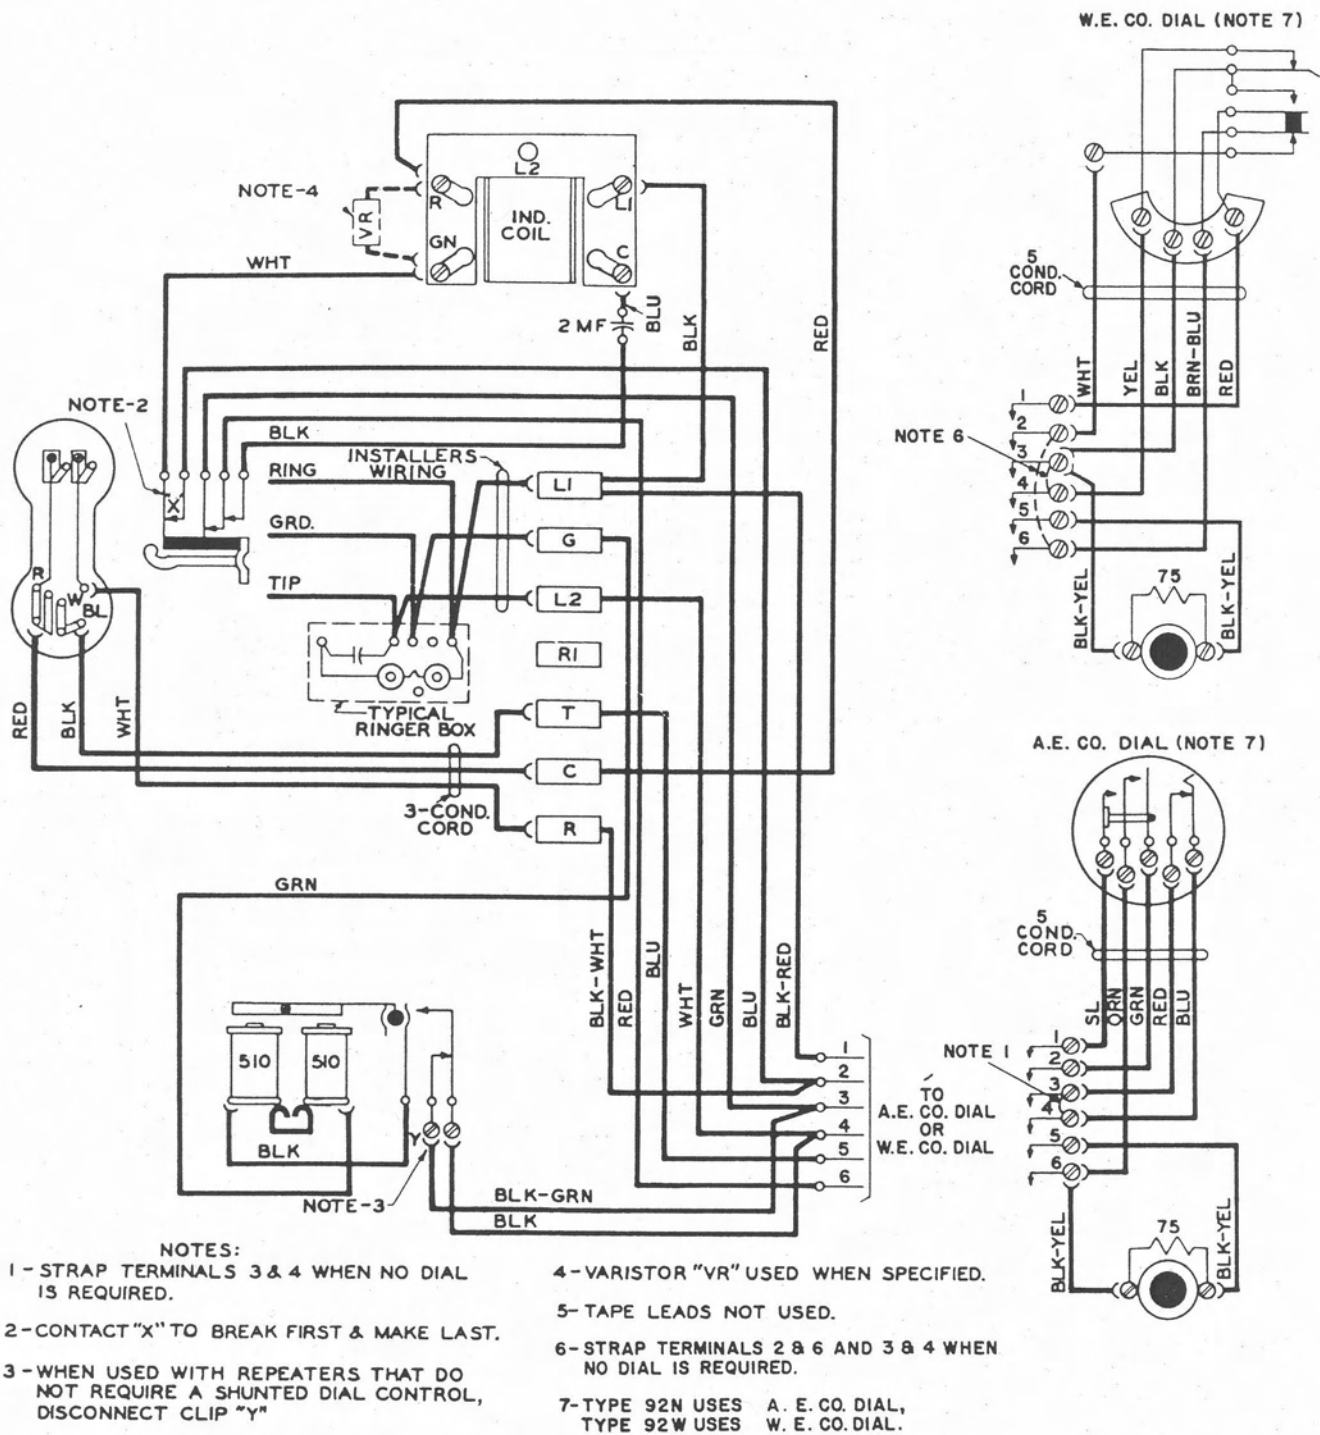 W.E. CO. DIAL (NOTE 7)
L2
NOTE-4
VR
R
L1
IND.
COIL
GN
C
WHT
2 MF
BLU
BLK
RED
5
COND.
CORD
WHT
YEL
BLK
BRN-BLU
RED
NOTE-2
X
BLK
INSTALLERS
WIRING
RING
GRD.
TIP
L1
G
L2
R1
T
C
R
NOTE 6
1
2
3
4
5
6
BLK-YEL
75
BLK-YEL
R
W
BL
RED
BLK
WHT
TYPICAL
RINGER BOX
3-COND.
CORD
A.E. CO. DIAL (NOTE 7)
5
COND.
CORD
SL
ORN
GRN
RED
BLU
GRN
BLK-WHT
RED
BLU
WHT
GRN
BLU
BLK-RED
510
510
BLK
Y
NOTE-3
BLK-GRN
BLK
1
2
3
4
5
6
TO
A.E. CO. DIAL
OR
W.E. CO. DIAL
NOTE 1
1
2
3
4
5
6
BLK-YEL
75
BLK-YEL
NOTES:
1-STRAP TERMINALS 3 & 4 WHEN NO DIAL
IS REQUIRED.
2-CONTACT "X" TO BREAK FIRST & MAKE LAST.
3-WHEN USED WITH REPEATERS THAT DO
NOT REQUIRE A SHUNTED DIAL CONTROL,
DISCONNECT CLIP "Y"
4-VARISTOR "VR" USED WHEN SPECIFIED.
5-TAPE LEADS NOT USED.
6-STRAP TERMINALS 2 & 6 AND 3 & 4 WHEN
NO DIAL IS REQUIRED.
7-TYPE 92N USES A. E. CO. DIAL,
TYPE 92W USES W. E. CO. DIAL.